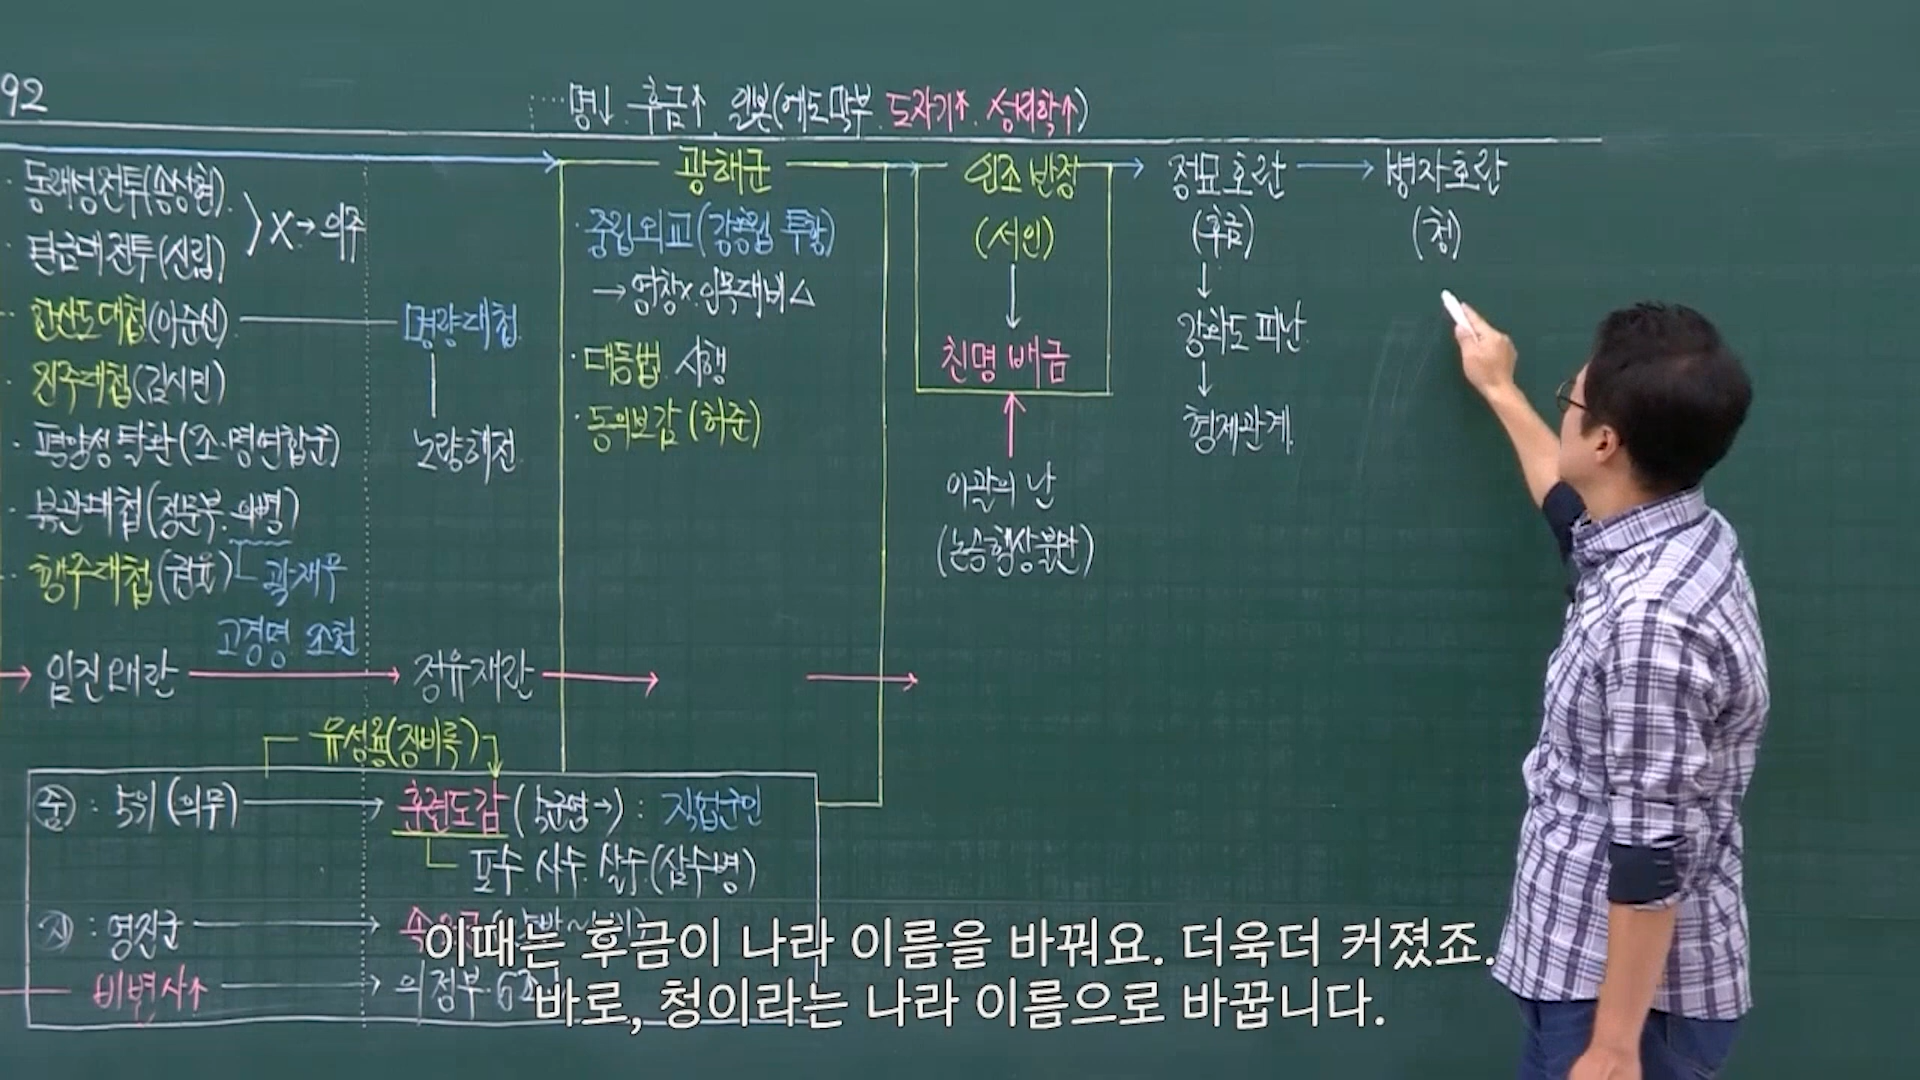 92
명↓ 후금↑ 일본(에도막부 도자기↑ 성리학↑)
· 동래성전투(송상현)
· 탄금대전투(신립)
X → 의주
· 한산도대첩(이순신)
· 진주대첩(김시민)
· 평양성 탈환(조·명연합군)
· 북관대첩(정문부 의병)
· 행주대첩(권율)
곽재우
고경명 조헌
명량대첩
노량해전
임진왜란
정유재란
광해군
· 중립외교(강홍립 투항)
→ 영창X 인목대비△
· 대동법 시행
· 동의보감 (허준)
인조반정
(서인)
친명배금
이괄의 난
(논공행상불만)
정묘호란
(후금)
강화도 피난
형제관계
병자호란
(청)
유성룡(징비록)
중 : 5위 (의무)
훈련도감 (5군영→) : 직업군인
포수 사수 살수 (삼수병)
지 : 영진군
비변사↑
의정부·6조
이때는 후금이 나라 이름을 바꿔요. 더욱더 커졌죠.
바로, 청이라는 나라 이름으로 바꿉니다.